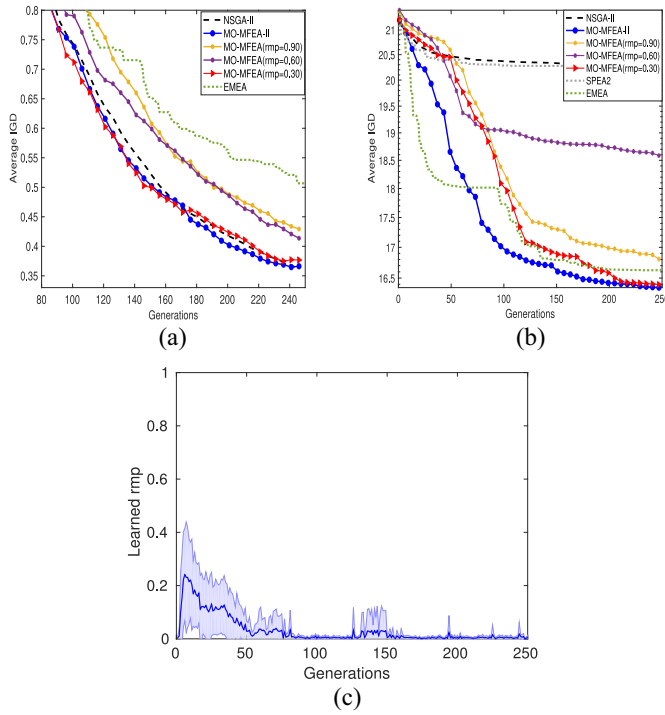 0.8
0.75
0.7
0.65
0.6
0.55
0.5
0.45
0.4
0.35
Average IGD
80 100 120 140 160 180 200 220 240
Generations
NSGA-II
MO-MFEA-II
MO-MFEA(rmp=0.90)
MO-MFEA(rmp=0.60)
MO-MFEA(rmp=0.30)
EMEA
(a)
21
20.5
20
19.5
19
18.5
18
17.5
17
16.5
Average IGD
0 50 100 150 200 250
Generations
NSGA-II
MO-MFEA-II
MO-MFEA(rmp=0.90)
MO-MFEA(rmp=0.60)
MO-MFEA(rmp=0.30)
SPEA2
EMEA
(b)
1
0.8
0.6
0.4
0.2
0
Learned rmp
0 50 100 150 200 250
Generations
(c)